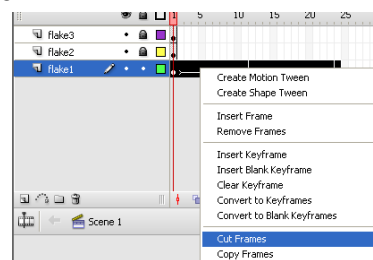 1 5 10 15 20 25
flake3
flake2
flake1
Create Motion Tween
Create Shape Tween
Insert Frame
Remove Frames
Insert Keyframe
Insert Blank Keyframe
Clear Keyframe
Convert to Keyframes
Convert to Blank Keyframes
Scene 1
Cut Frames
Copy Frames